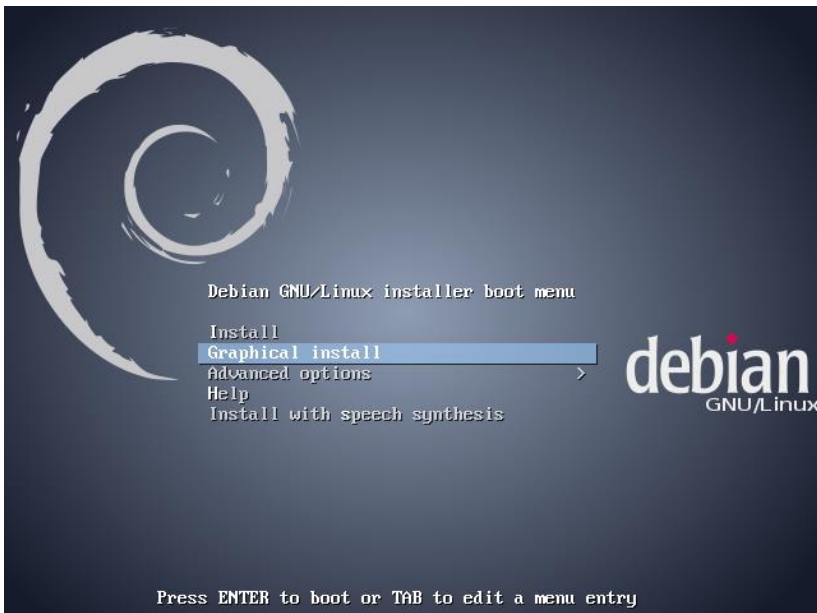 Debian GNU/Linux installer boot menu
Install
Graphical install
Advanced options >
Help
Install with speech synthesis
debian
GNU/Linux
Press ENTER to boot or TAB to edit a menu entry